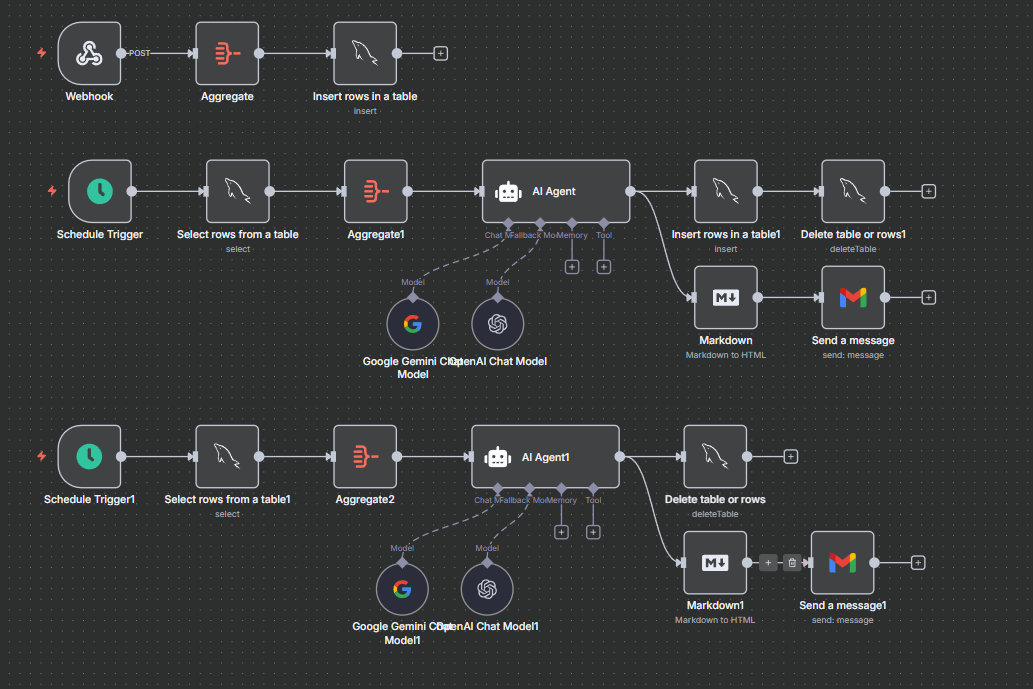 POST
Webhook
Aggregate
Insert rows in a table
insert
Schedule Trigger
Select rows from a table
select
Aggregate1
AI Agent
Chat M
Fallback Mo
Memory
Tool
Insert rows in a table1
insert
Delete table or rows1
deleteTable
Model
Model
Google Gemini Chat
Model
OpenAI Chat Model
M
Markdown
Markdown to HTML
Send a message
send: message
Schedule Trigger1
Select rows from a table1
select
Aggregate2
AI Agent1
Chat M
Fallback Mo
Memory
Tool
Delete table or rows
deleteTable
Model
Model
Google Gemini Chat
Model1
OpenAI Chat Model1
M
Markdown1
Markdown to HTML
Send a message1
send: message